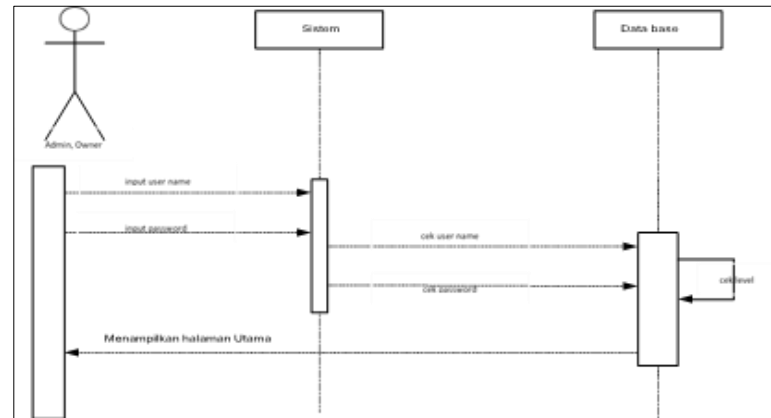 Sistem
Data base
Admin, Owner
input user name
input password
cek user name
cek level
cek password
Menampilkan halaman Utama